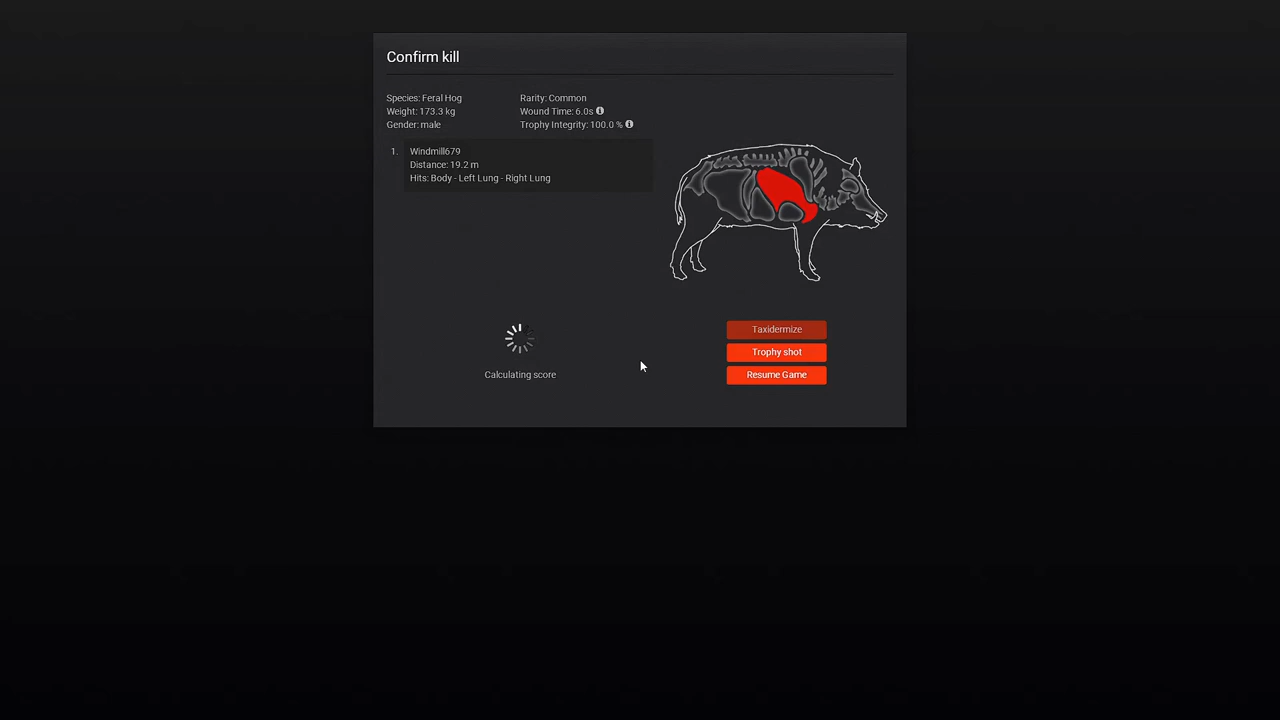 Confirm kill
Species: Feral Hog
Weight: 173.3 kg
Gender: male
Rarity: Common
Wound Time: 6.0s
Trophy Integrity: 100.0 %
1.
Windmill679
Distance: 19.2 m
Hits: Body - Left Lung - Right Lung
Calculating score
Taxidermize
Trophy shot
Resume Game